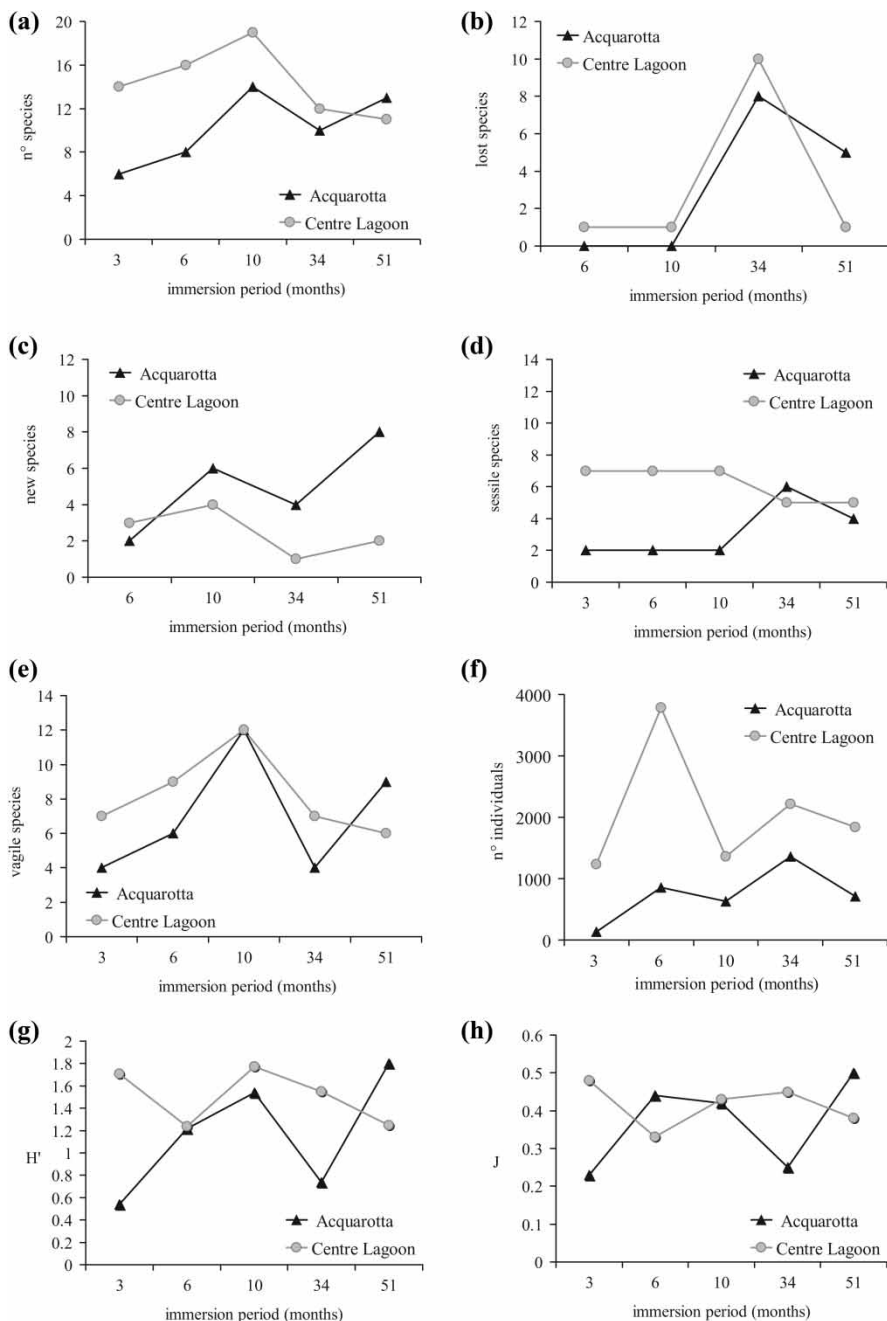 (a)
20
16
12
8
4
0
n° species
Acquarotta
Centre Lagoon
3 6 10 34 51
immersion period (months)
(b)
12
10
8
6
4
2
0
lost species
Acquarotta
Centre Lagoon
6 10 34 51
immersion period (months)
(c)
12
10
8
6
4
2
0
new species
Acquarotta
Centre Lagoon
6 10 34 51
immersion period (months)
(d)
14
12
10
8
6
4
2
0
sessile species
Acquarotta
Centre Lagoon
3 6 10 34 51
immersion period (months)
(e)
14
12
10
8
6
4
2
0
vagile species
Acquarotta
Centre Lagoon
3 6 10 34 51
immersion period (months)
(f)
4000
3000
2000
1000
0
n° individuals
Acquarotta
Centre Lagoon
3 6 10 34 51
immersion period (months)
(g)
2
1.8
1.6
1.4
1.2
1
0.8
0.6
0.4
0.2
0
H'
Acquarotta
Centre Lagoon
3 6 10 34 51
immersion period (months)
(h)
0.6
0.5
0.4
0.3
0.2
0.1
0
J
Acquarotta
Centre Lagoon
3 6 10 34 51
immersion period (months)